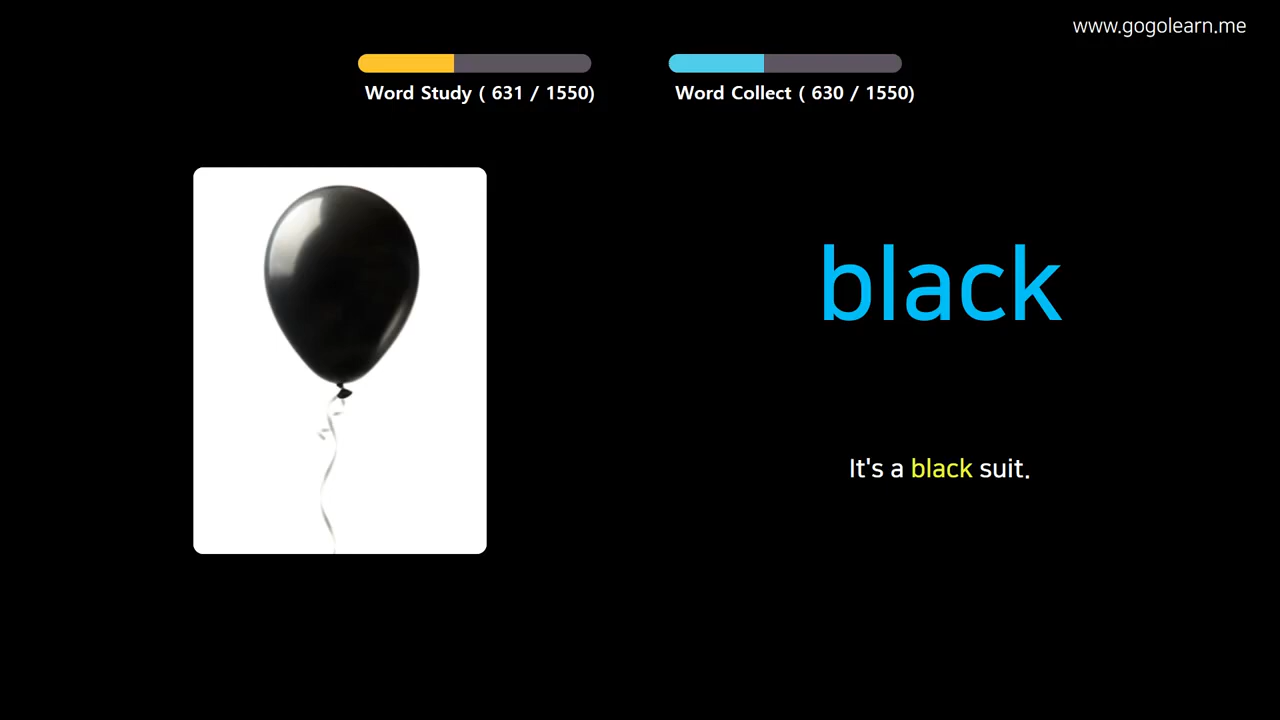 www.gogolearn.me
Word Study ( 631 / 1550)
Word Collect ( 630 / 1550)
black
It's a black suit.